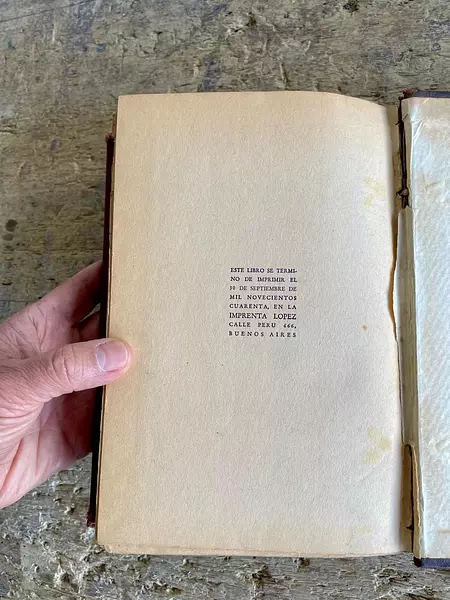 ESTE LIBRO SE TERMI-
NO DE IMPRIMIR EL
30 DE SEPTIEMBRE DE
MIL NOVECIENTOS
CUARENTA, EN LA
IMPRENTA LOPEZ
CALLE PERU 666,
BUENOS AIRES